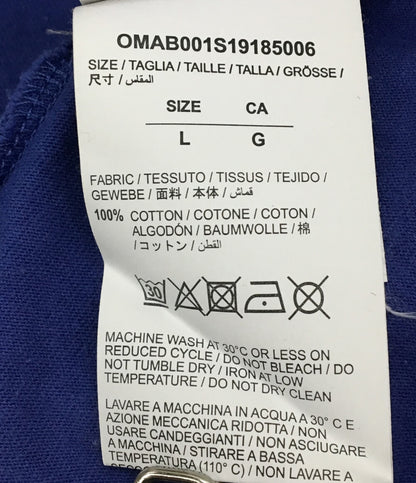 OMAB001S19185006
SIZE / TAGLIA / TAILLE / TALLA / GRÖSSE /
尺寸 / المقاس /
SIZE CA
L G
FABRIC / TESSUTO / TISSUS / TEJIDO /
GEWEBE / 面料 / 本体 / قماش /
100% COTTON / COTONE / COTON /
ALGODÓN / BAUMWOLLE / 棉
/ コットン / القطن /
30
MACHINE WASH AT 30°C OR LESS ON
REDUCED CYCLE / DO NOT BLEACH / DO
NOT TUMBLE DRY / IRON AT LOW
TEMPERATURE / DO NOT DRY CLEAN
LAVARE A MACCHINA IN ACQUA A 30° C E
AZIONE MECCANICA RIDOTTA / NON
USARE CANDEGGIANTI / NON ASCIUGARE
A MACCHINA / STIRARE A BASSA
TEMPERATURA (110° C) / NON LAVARE A